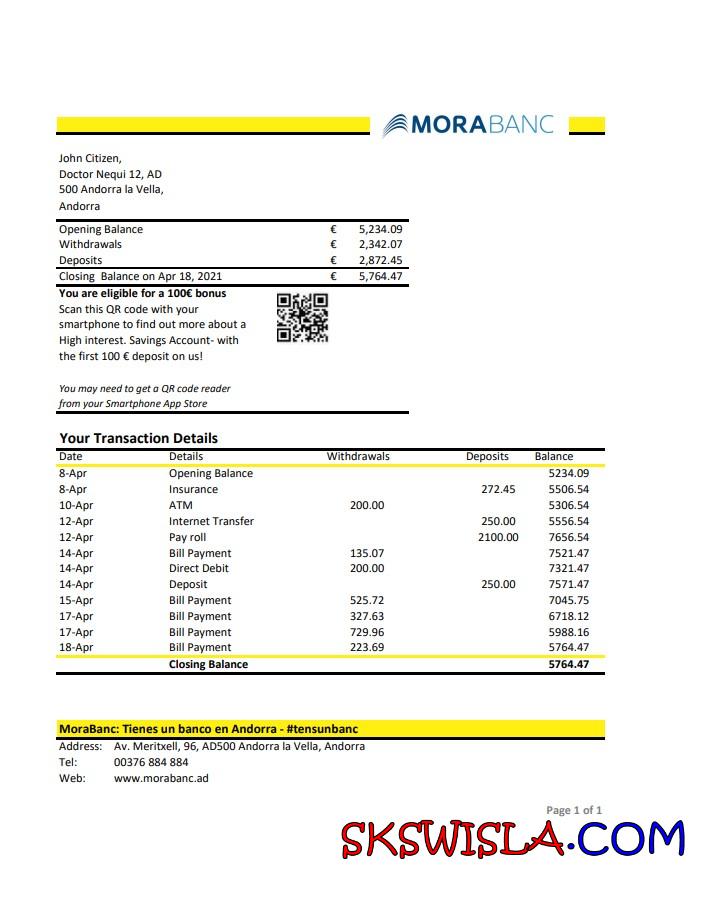 MORABANC
John Citizen,
Doctor Nequi 12, AD
500 Andorra la Vella,
Andorra
Opening Balance € 5,234.09
Withdrawals € 2,342.07
Deposits € 2,872.45
Closing Balance on Apr 18, 2021 € 5,764.47
You are eligible for a 100€ bonus
Scan this QR code with your
smartphone to find out more about a
High interest. Savings Account- with
the first 100 € deposit on us!
You may need to get a QR code reader
from your Smartphone App Store
Your Transaction Details
Date Details Withdrawals Deposits Balance
8-Apr Opening Balance 5234.09
8-Apr Insurance 272.45 5506.54
10-Apr ATM 200.00 5306.54
12-Apr Internet Transfer 250.00 5556.54
12-Apr Pay roll 2100.00 7656.54
14-Apr Bill Payment 135.07 7521.47
14-Apr Direct Debit 200.00 7321.47
14-Apr Deposit 250.00 7571.47
15-Apr Bill Payment 525.72 7045.75
17-Apr Bill Payment 327.63 6718.12
17-Apr Bill Payment 729.96 5988.16
18-Apr Bill Payment 223.69 5764.47
Closing Balance 5764.47
MoraBanc: Tienes un banco en Andorra - #tensunbanc
Address: Av. Meritxell, 96, AD500 Andorra la Vella, Andorra
Tel: 00376 884 884
Web: www.morabanc.ad
Page 1 of 1
SKSWISLA.COM